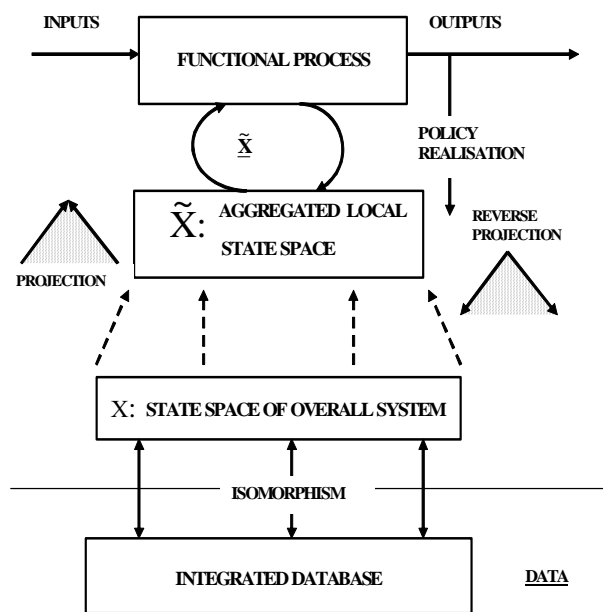 INPUTS
OUTPUTS
FUNCTIONAL PROCESS
X̃
POLICY
REALISATION
X̃: AGGREGATED LOCAL
STATE SPACE
REVERSE
PROJECTION
PROJECTION
X: STATE SPACE OF OVERALL SYSTEM
ISOMORPHISM
INTEGRATED DATABASE
DATA